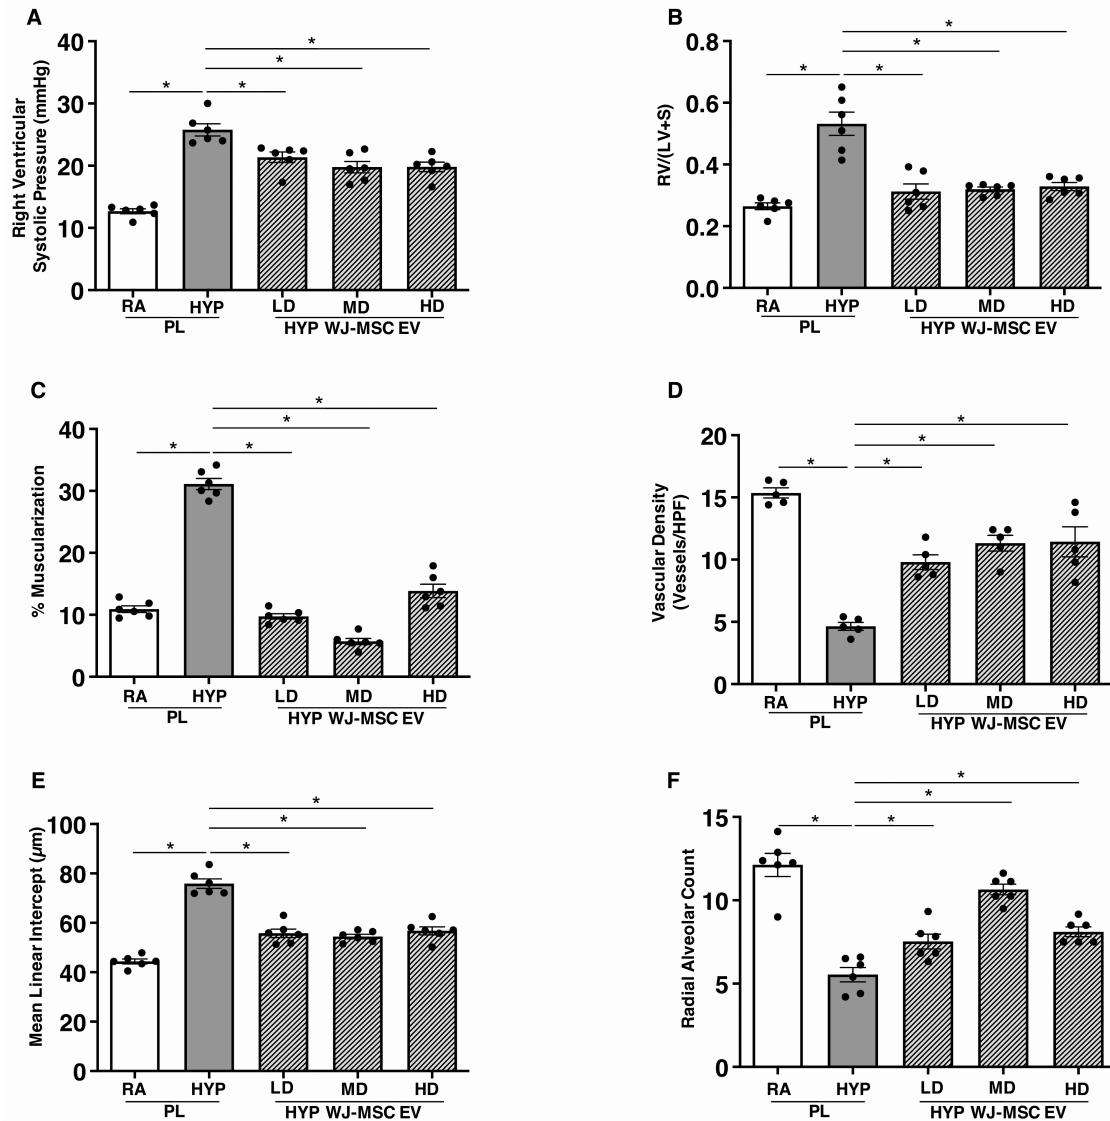 A
Right Ventricular
Systolic Pressure (mmHg)
40
30
20
10
0
* * * *
RA HYP LD MD HD
PL HYP WJ-MSC EV
B
RV/(LV+S)
0.8
0.6
0.4
0.2
0.0
* * * *
RA HYP LD MD HD
PL HYP WJ-MSC EV
C
% Muscularization
40
30
20
10
0
* * * *
RA HYP LD MD HD
PL HYP WJ-MSC EV
D
Vascular Density
(Vessels/HPF)
20
15
10
5
0
* * * *
RA HYP LD MD HD
PL HYP WJ-MSC EV
E
Mean Linear Intercept (µm)
100
80
60
40
20
0
* * * *
RA HYP LD MD HD
PL HYP WJ-MSC EV
F
Radial Alveolar Count
15
10
5
0
* * * *
RA HYP LD MD HD
PL HYP WJ-MSC EV